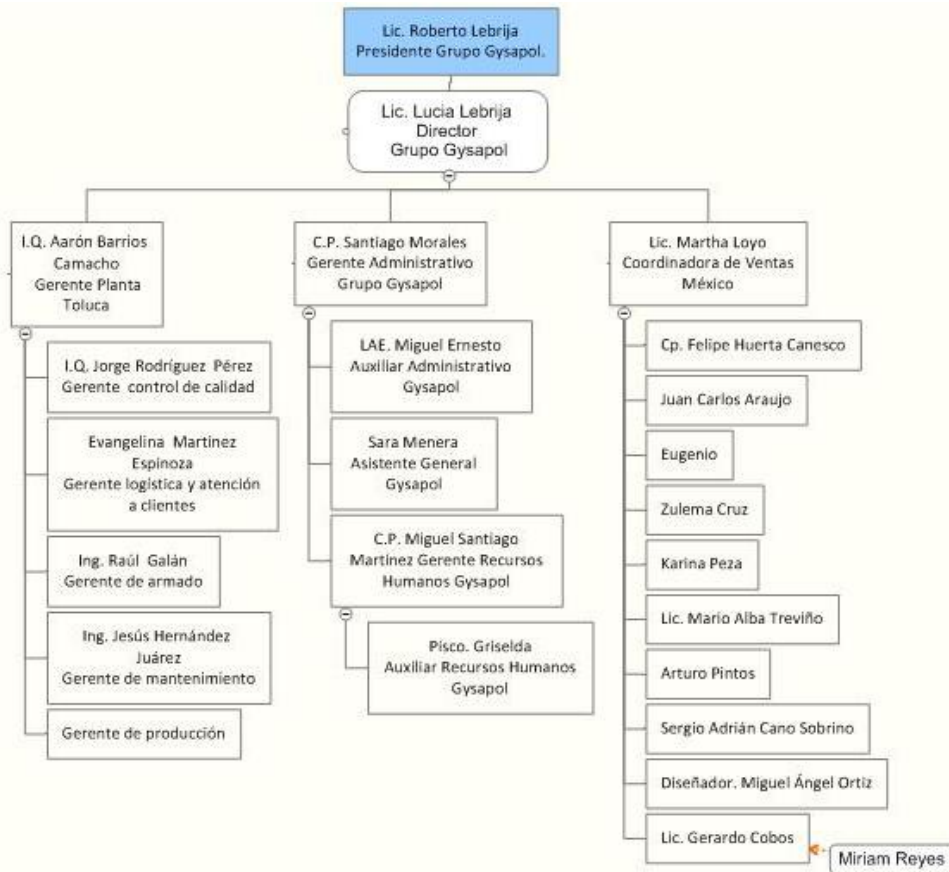 Lic. Roberto Lebrija
Presidente Grupo Gysapol.
Lic. Lucia Lebrija
Director
Grupo Gysapol
I.Q. Aarón Barrios
Camacho
Gerente Planta
Toluca
I.Q. Jorge Rodríguez Pérez
Gerente control de calidad
Evangelina Martínez
Espinoza
Gerente logística y atención
a clientes
Ing. Raúl Galán
Gerente de armado
Ing. Jesús Hernández
Juárez
Gerente de mantenimiento
Gerente de producción
C.P. Santiago Morales
Gerente Administrativo
Grupo Gysapol
LAE. Miguel Ernesto
Auxiliar Administrativo
Gysapol
Sara Menera
Asistente General
Gysapol
C.P. Miguel Santiago
Martínez Gerente Recursos
Humanos Gysapol
Pisco. Griselda
Auxiliar Recursos Humanos
Gysapol
Lic. Martha Loyo
Coordinadora de Ventas
México
Cp. Felipe Huerta Canesco
Juan Carlos Araujo
Eugenio
Zulema Cruz
Karina Peza
Lic. Mario Alba Treviño
Arturo Pintos
Sergio Adrián Cano Sobrino
Diseñador. Miguel Ángel Ortiz
Lic. Gerardo Cobos
Miriam Reyes